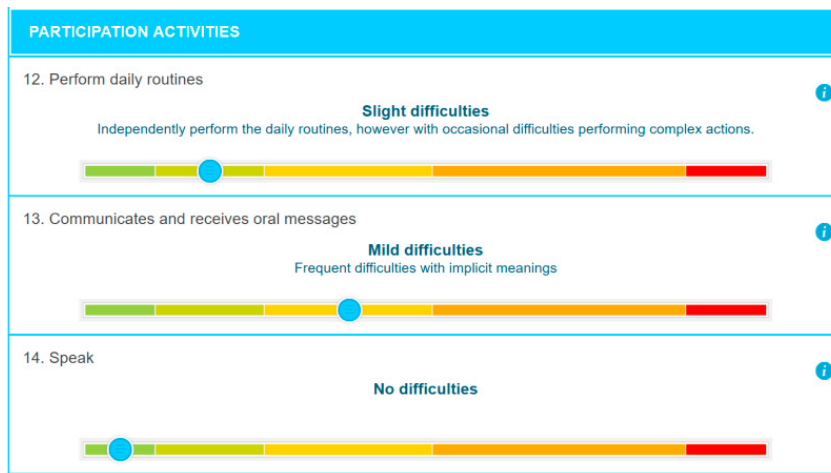 PARTICIPATION ACTIVITIES
12. Perform daily routines
Slight difficulties
Independently perform the daily routines, however with occasional difficulties performing complex actions.
13. Communicates and receives oral messages
Mild difficulties
Frequent difficulties with implicit meanings
14. Speak
No difficulties